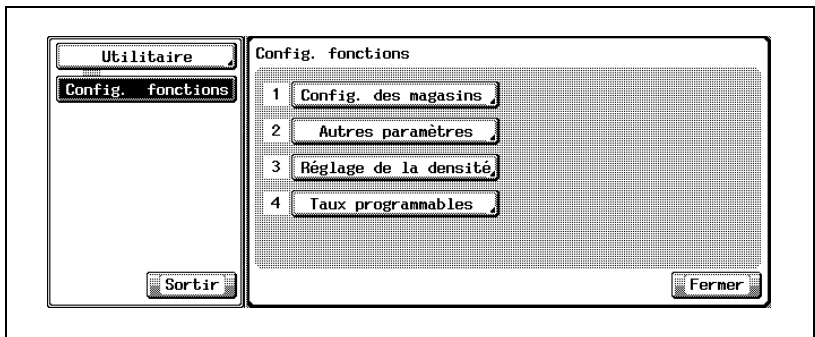 Utilitaire
Config. fonctions
Sortir
Config. fonctions
1 Config. des magasins
2 Autres paramètres
3 Réglage de la densité
4 Taux programmables
Fermer